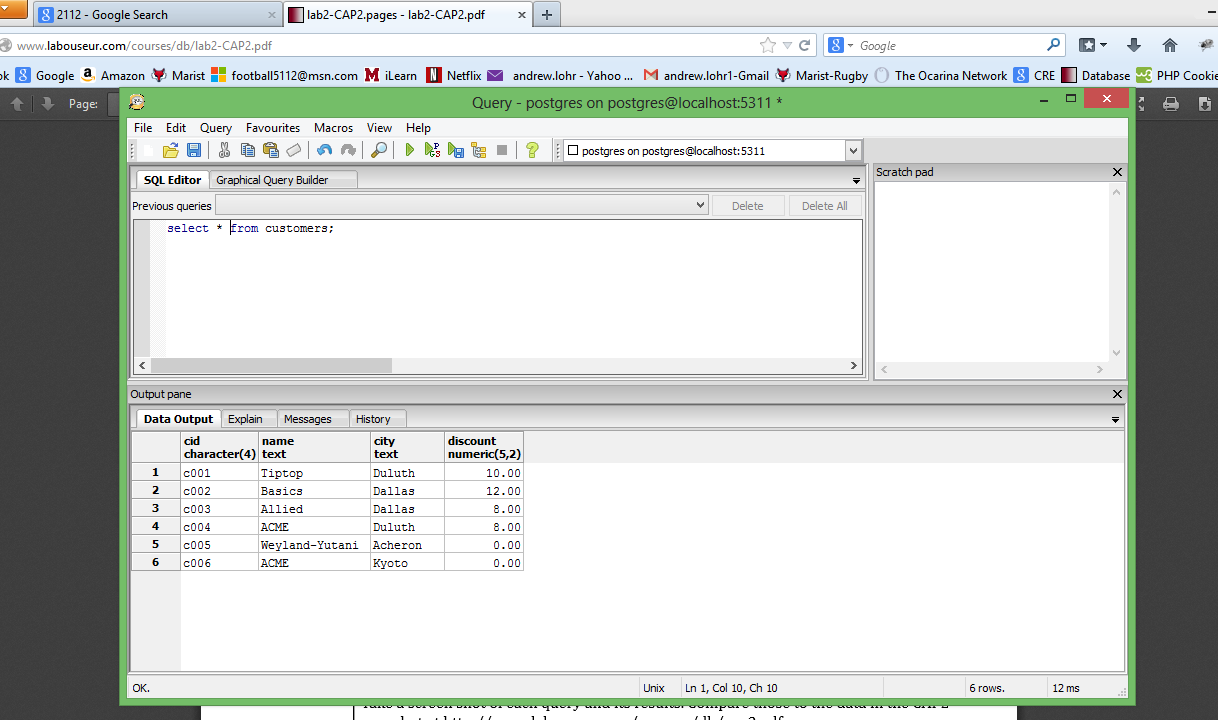 2112 - Google Search
lab2-CAP2.pages - lab2-CAP2.pdf
www.labouseur.com/courses/db/lab2-CAP2.pdf
Google
ok Google Amazon Marist football5112@msn.com iLearn Netflix andrew.lohr - Yahoo ... andrew.lohr1-Gmail Marist-Rugby The Ocarina Network CRE Database PHP Cookie
Page:
Query - postgres on postgres@localhost:5311 *
File Edit Query Favourites Macros View Help
postgres on postgres@localhost:5311
SQL Editor Graphical Query Builder
Scratch pad
Previous queries Delete Delete All
select * from customers;
Output pane
Data Output Explain Messages History
cid name city discount
character(4) text text numeric(5,2)
1 c001 Tiptop Duluth 10.00
2 c002 Basics Dallas 12.00
3 c003 Allied Dallas 8.00
4 c004 ACME Duluth 8.00
5 c005 Weyland-Yutani Acheron 0.00
6 c006 ACME Kyoto 0.00
OK. Unix Ln 1, Col 10, Ch 10 6 rows. 12 ms